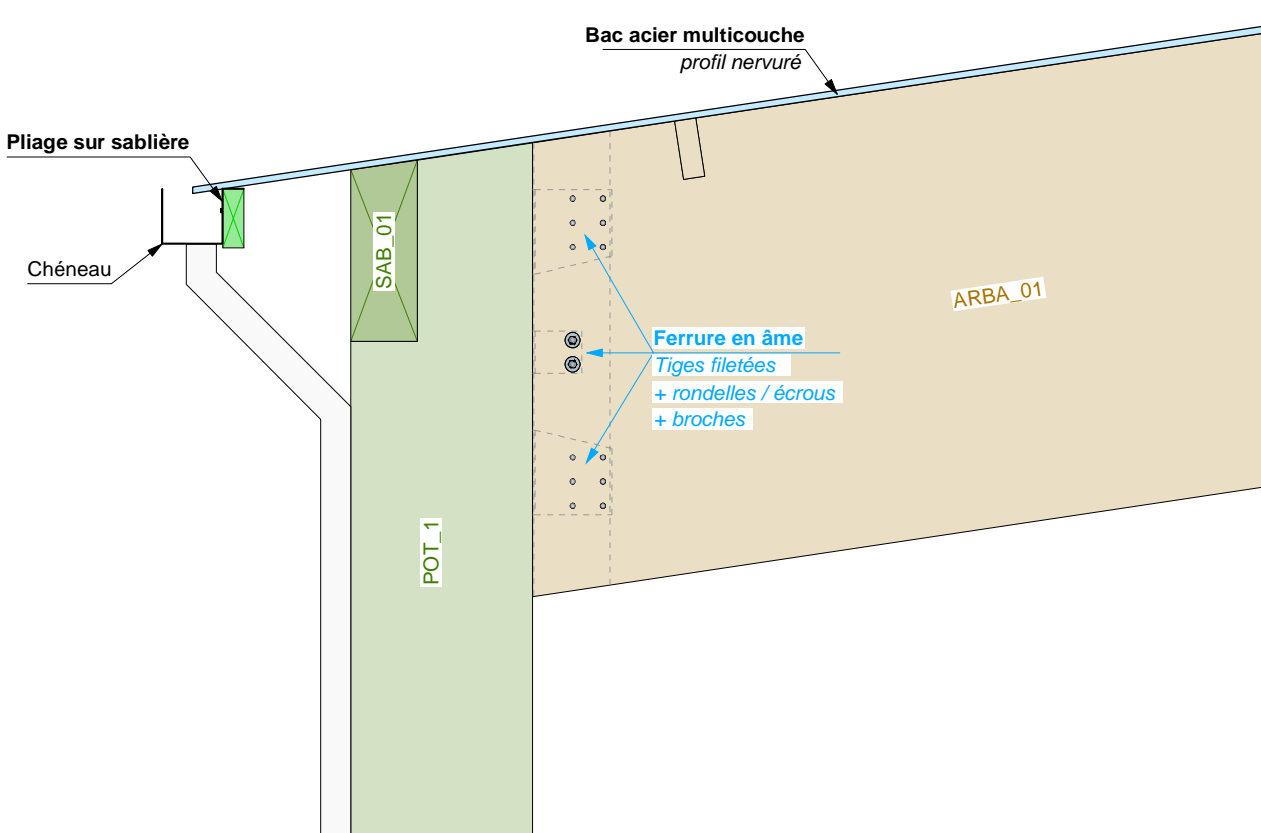 Bac acier multicouche
profil nervuré
Pliage sur sablière
Chéneau
SAB_01
ARBA_01
Ferrure en âme
Tiges filetées
+ rondelles / écrous
+ broches
POT_1